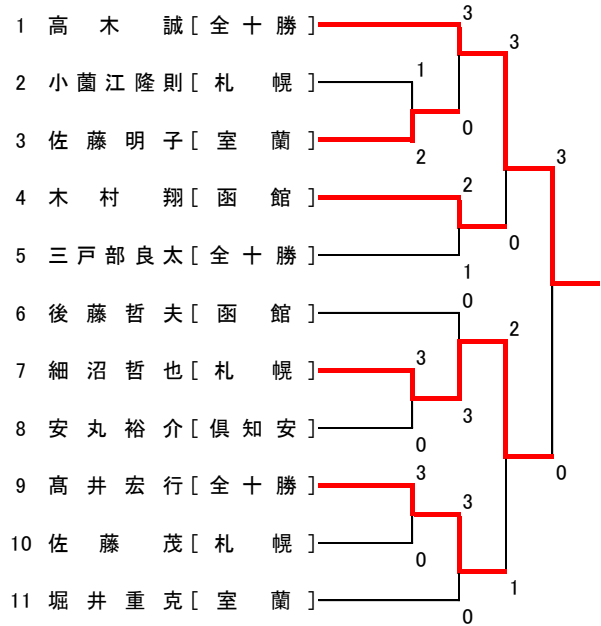 1 高木誠[全十勝]
3
3
2 小薗江隆則[札幌]
1
3 佐藤明子[室蘭]
0
2
3
4 木村翔[函館]
2
5 三戸部良太[全十勝]
0
1
6 後藤哲夫[函館]
0
2
7 細沼哲也[札幌]
3
8 安丸裕介[倶知安]
3
0
9 髙井宏行[全十勝]
3
0
3
10 佐藤茂[札幌]
0
11 堀井重克[室蘭]
1
0